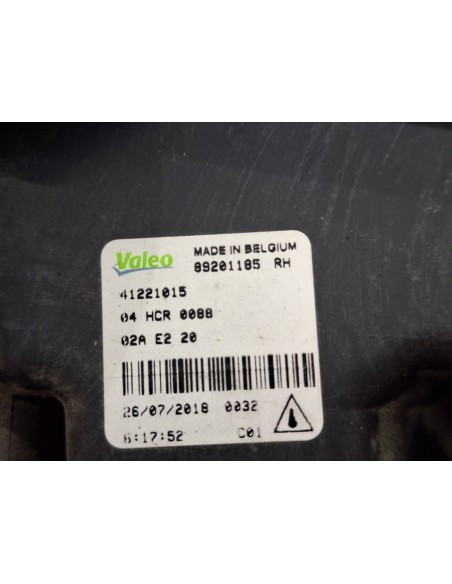 Valeo MADE IN BELGIUM
89201185 RH
41221015
04 HCR 0088
02A E2 20
26/07/2018 0032
6:17:52 C01